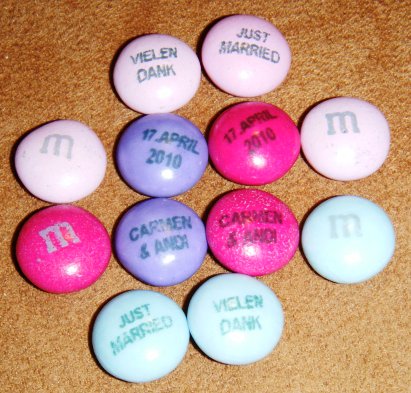 VIELEN
DANK
JUST
MARRIED
m
17.APRIL
2010
17.APRIL
2010
m
m
CARMEN
& ANDI
CARMEN
& ANDI
m
JUST
MARRIED
VIELEN
DANK